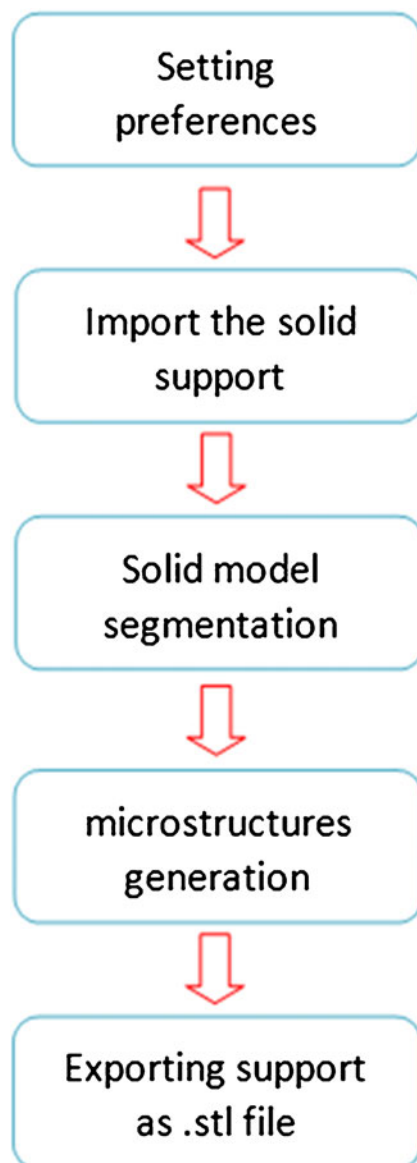 Setting
preferences
Import the solid
support
Solid model
segmentation
microstructures
generation
Exporting support
as .stl file